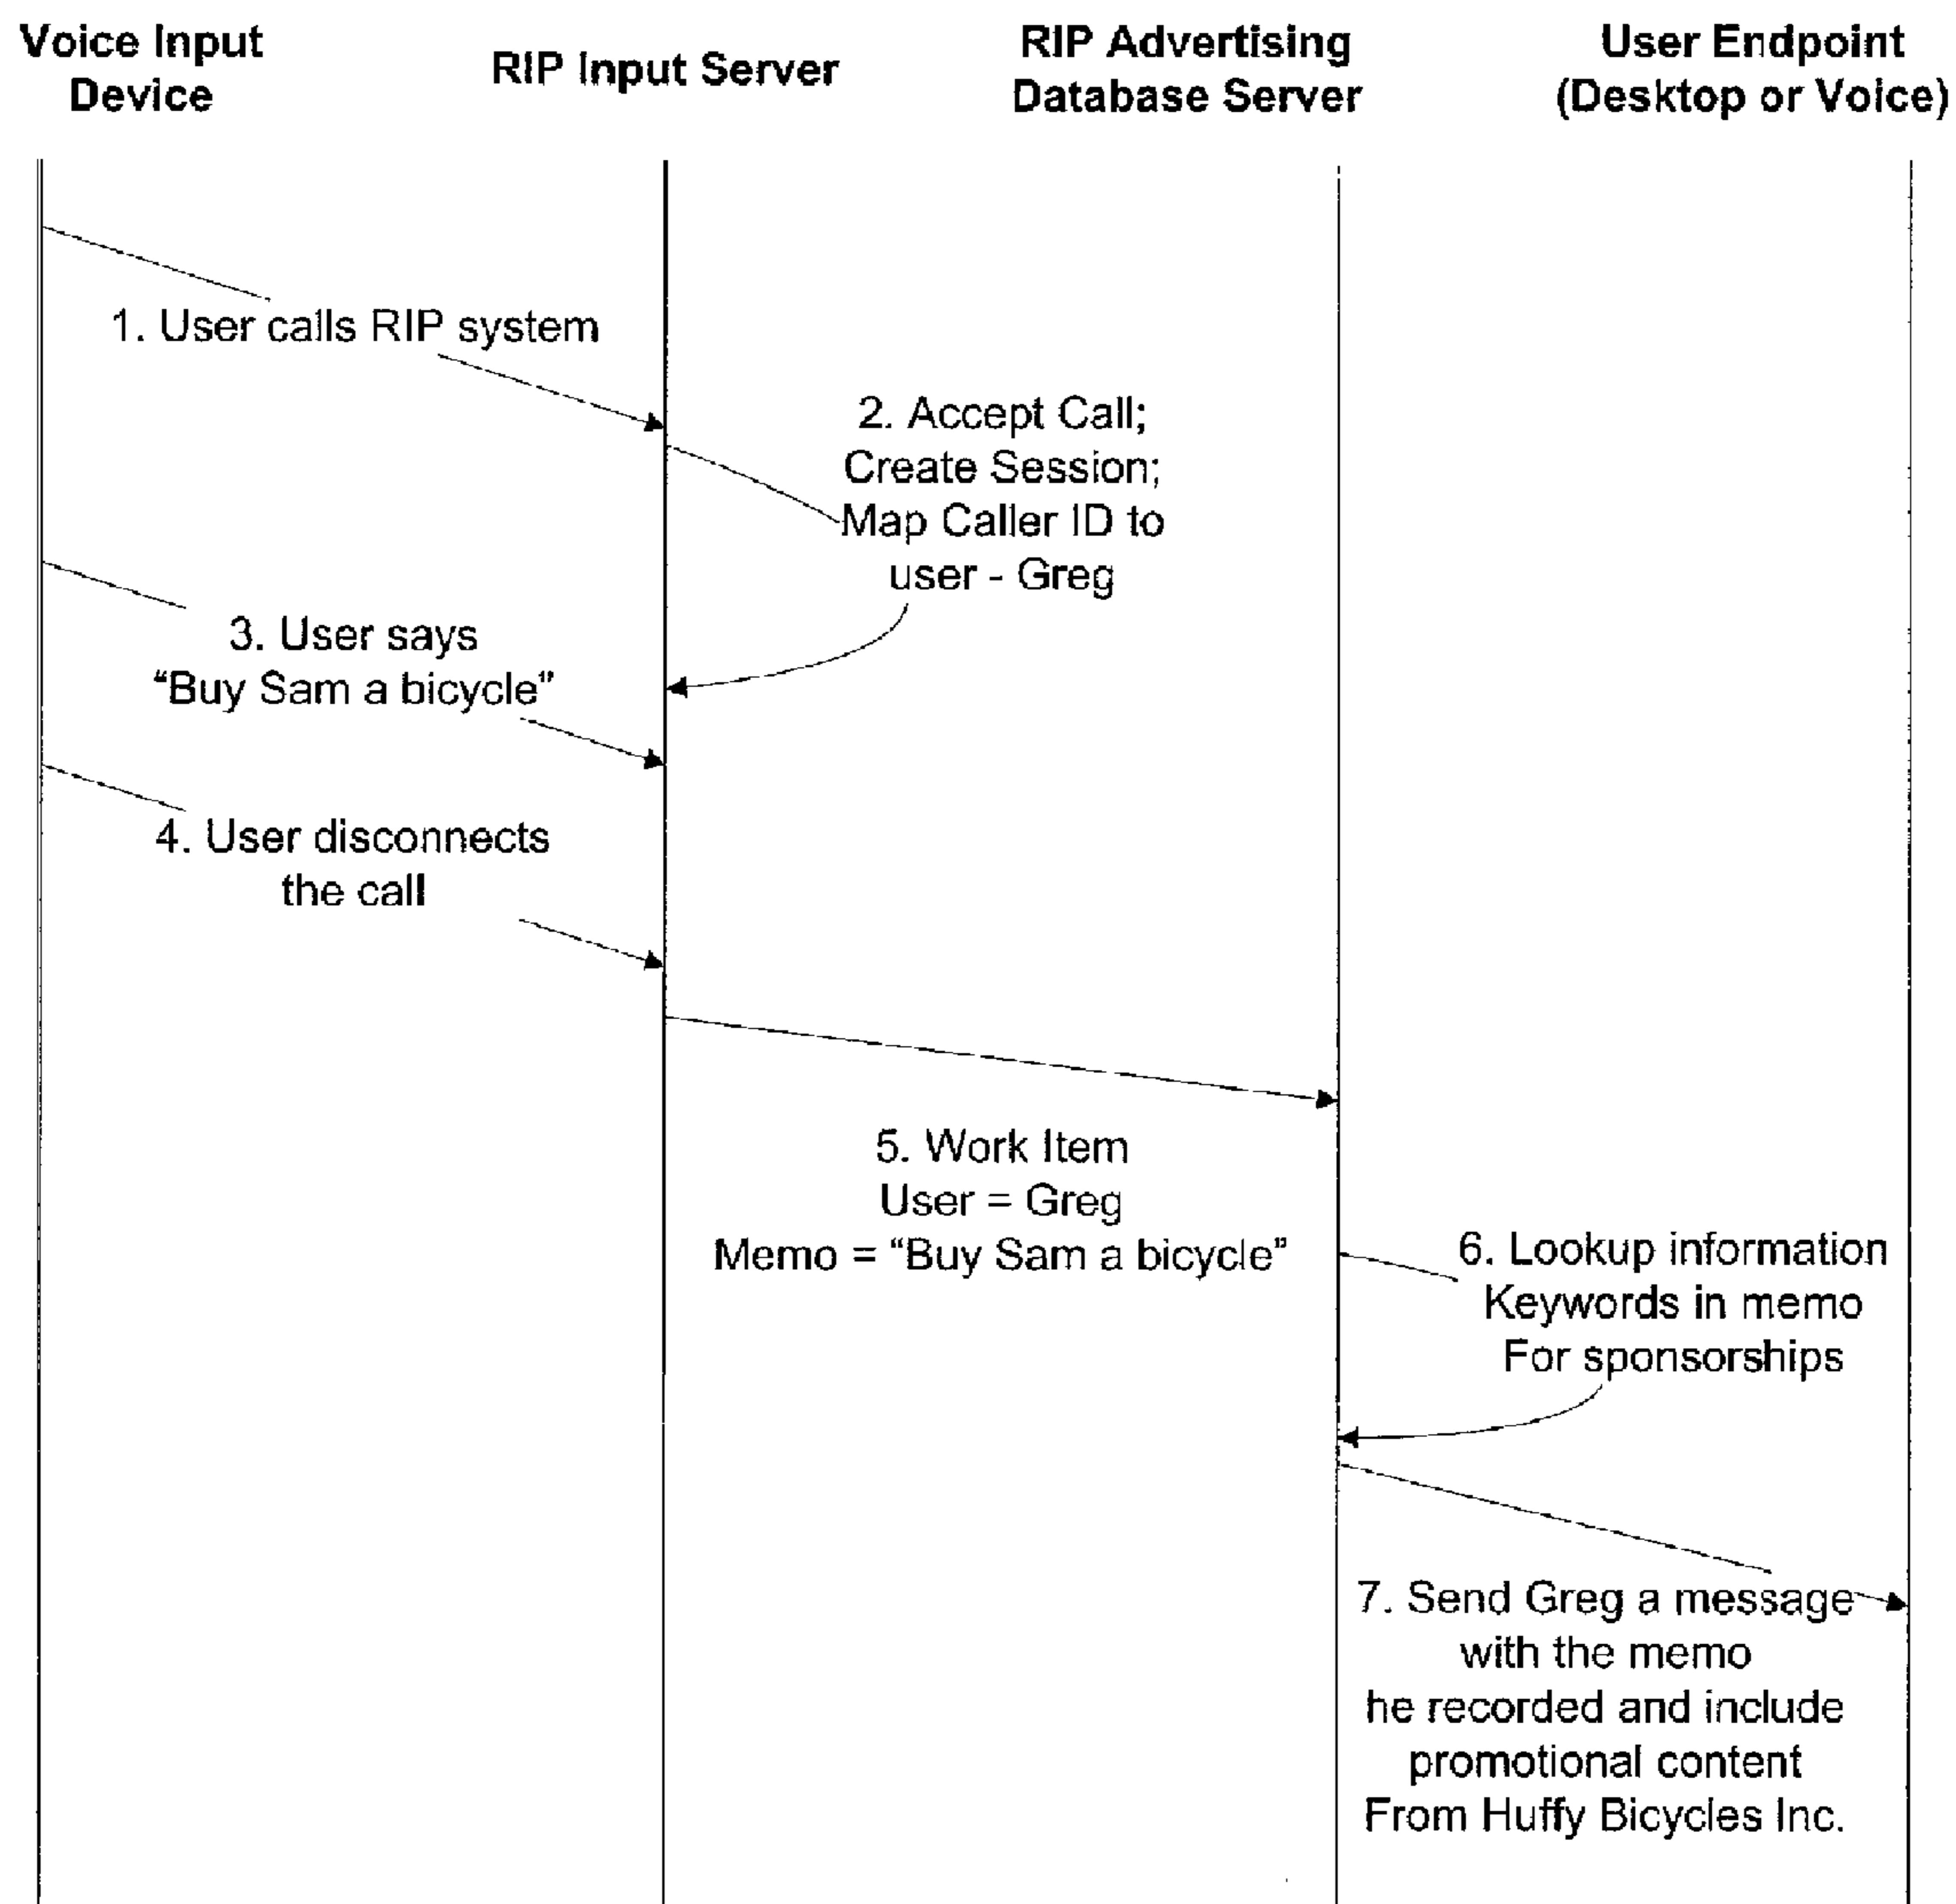 Voice Input
Device
RIP Input Server
RIP Advertising
Database Server
User Endpoint
(Desktop or Voice)
1. User calls RIP system
2. Accept Call;
Create Session;
Map Caller ID to
user - Greg
3. User says
“Buy Sam a bicycle”
4. User disconnects
the call
5. Work Item
User = Greg
Memo = “Buy Sam a bicycle”
6. Lookup information
Keywords in memo
For sponsorships
7. Send Greg a message
with the memo
he recorded and include
promotional content
From Huffy Bicycles Inc.